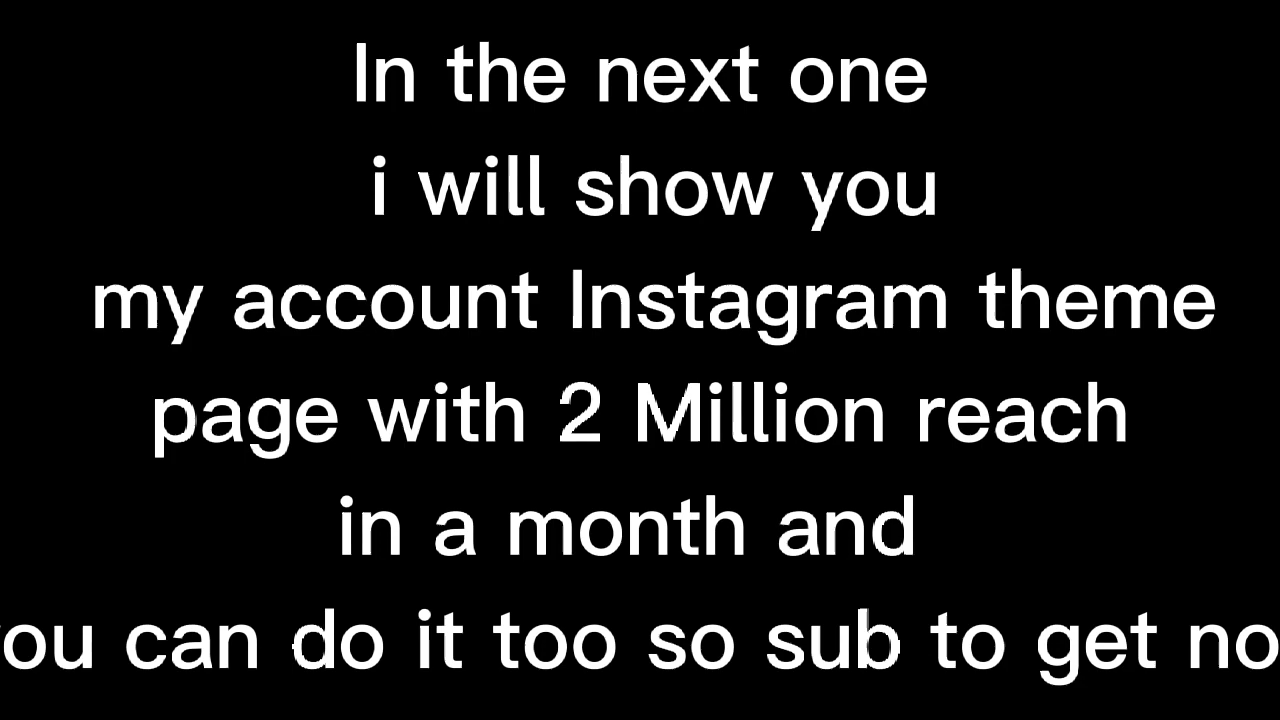 In the next one
i will show you
my account Instagram theme
page with 2 Million reach
in a month and
ou can do it too so sub to get no